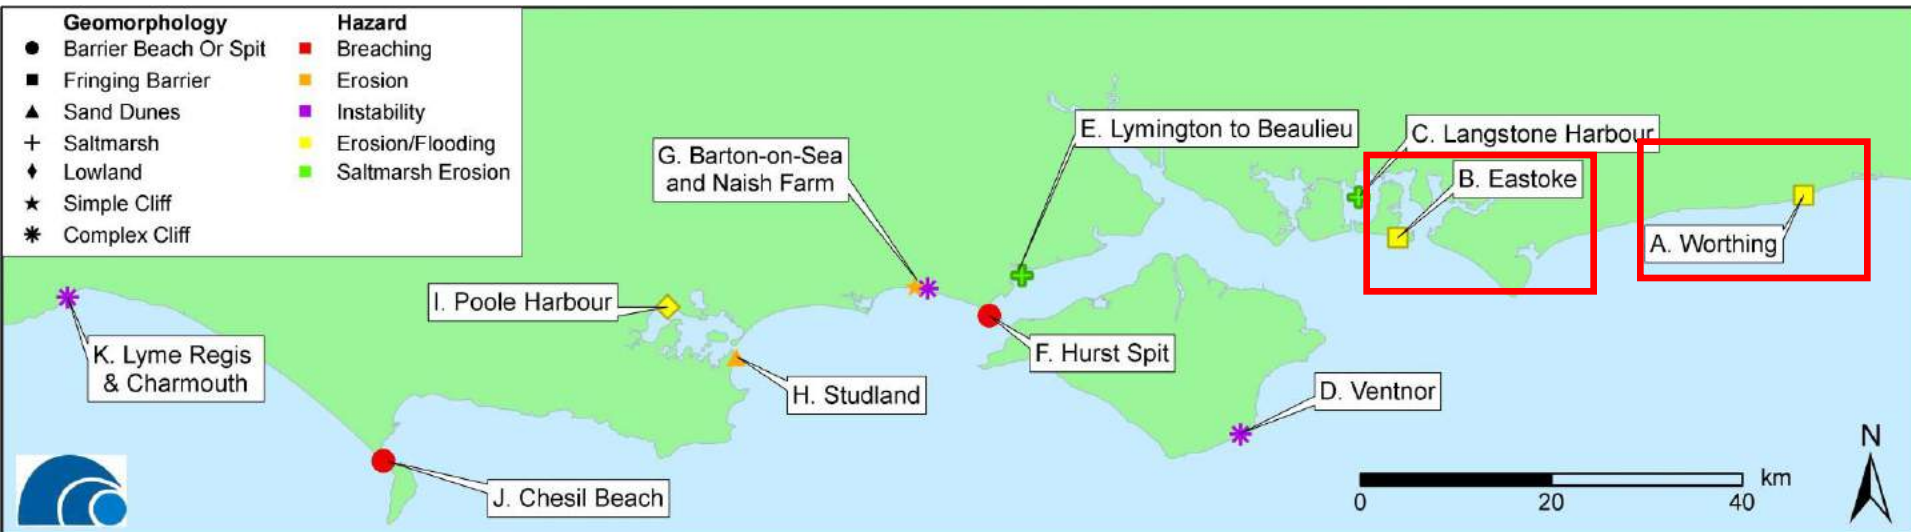 Geomorphology
Barrier Beach Or Spit
Fringing Barrier
Sand Dunes
Saltmarsh
Lowland
Simple Cliff
Complex Cliff
Hazard
Breaching
Erosion
Instability
Erosion/Flooding
Saltmarsh Erosion
G. Barton-on-Sea
and Naish Farm
E. Lymington to Beaulieu
C. Langstone Harbour
B. Eastoke
A. Worthing
I. Poole Harbour
K. Lyme Regis
& Charmouth
H. Studland
F. Hurst Spit
D. Ventnor
J. Chesil Beach
N
km
0 20 40